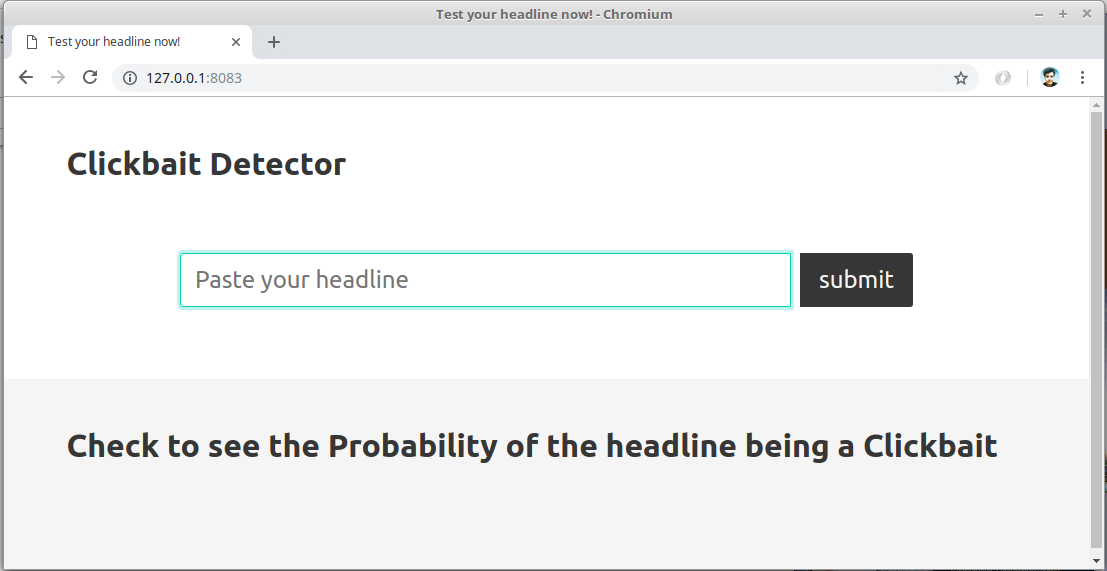 Test your headline now! - Chromium
Test your headline now!
127.0.0.1:8083
Clickbait Detector
Paste your headline
submit
Check to see the Probability of the headline being a Clickbait